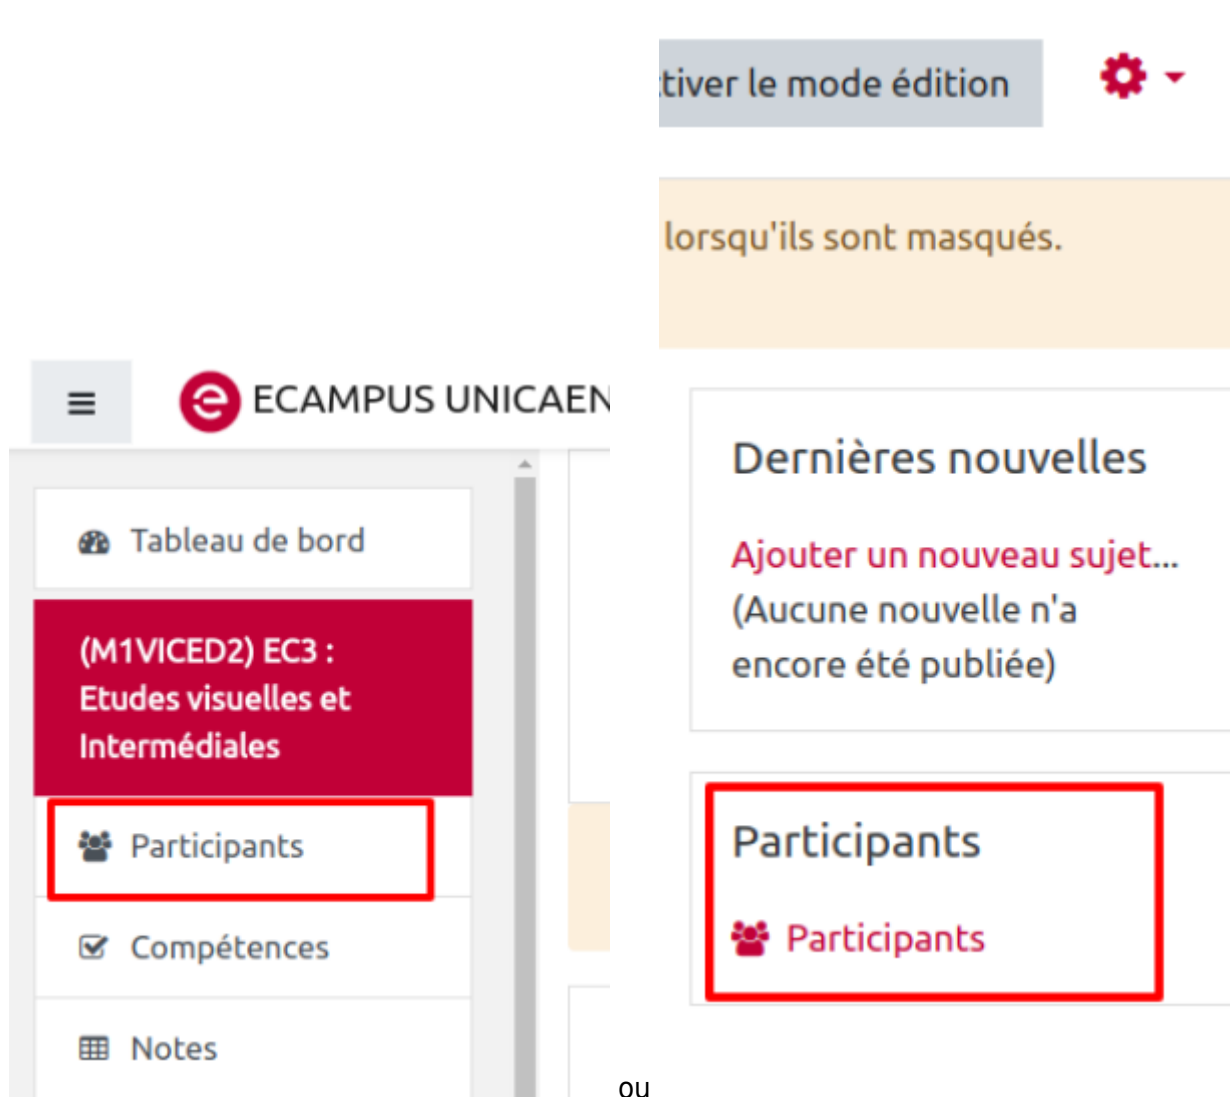 ECAMPUS UNICAEN
Tableau de bord
(M1VICED2) EC3 :
Etudes visuelles et
Intermédiales
Participants
Compétences
Notes
ou
tiver le mode édition
lorsqu'ils sont masqués.
Dernières nouvelles
Ajouter un nouveau sujet...
(Aucune nouvelle n'a
encore été publiée)
Participants
Participants